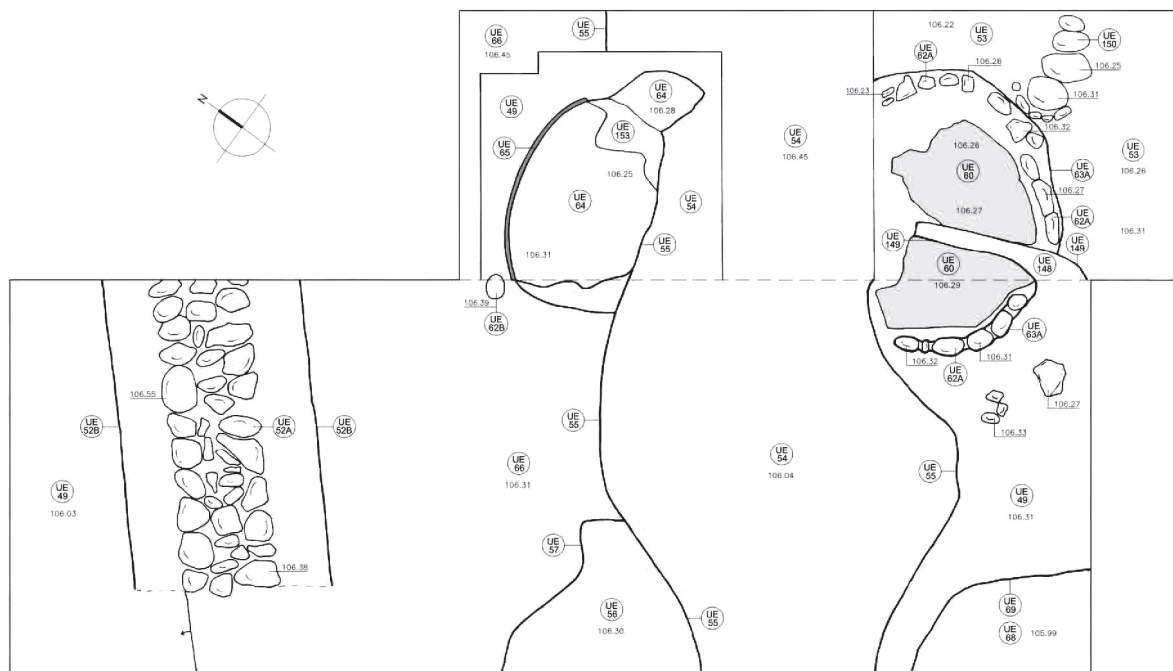 N
UE 66
106.45
UE 55
UE 49
UE 65
UE 64
106.28
UE 153
106.25
UE 64
106.31
UE 54
UE 55
106.39
UE 62B
UE 54
106.45
106.22
UE 53
UE 62A
106.26
106.23
UE 150
106.25
106.31
106.32
106.26
UE 60
106.27
UE 53
106.26
UE 63A
106.27
UE 62A
106.31
UE 149
UE 149
UE 148
UE 60
106.29
UE 63A
106.32
UE 62A
106.31
106.27
106.33
106.55
UE 52B
UE 52A
UE 52B
UE 49
106.03
106.38
UE 55
UE 66
106.31
UE 54
106.04
UE 55
UE 49
106.31
UE 57
UE 56
106.30
UE 55
UE 69
UE 68
105.99